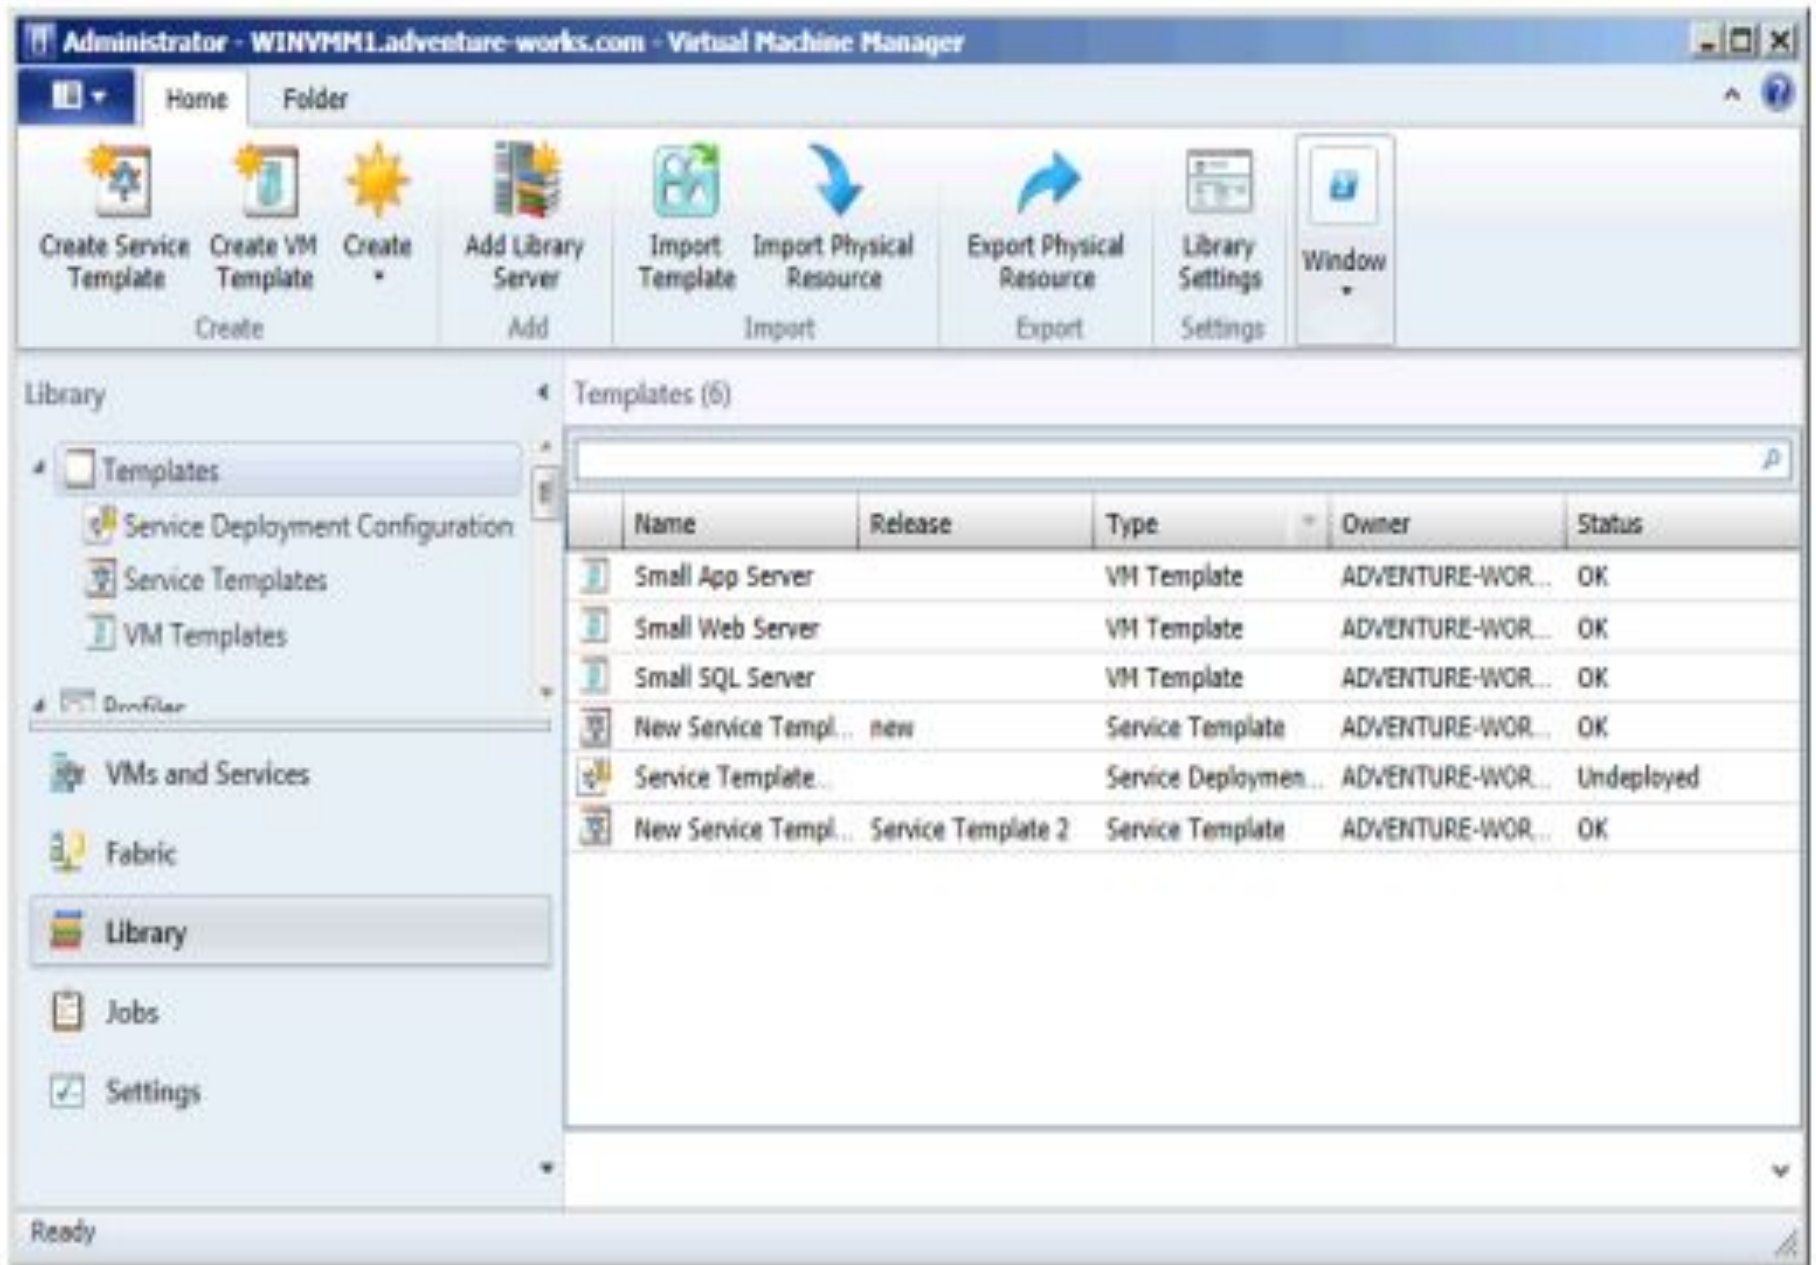 Administrator - WINVMM1.adventure-works.com - Virtual Machine Manager
Home Folder
Create Service Template
Create VM Template
Create
Add Library Server
Import Template
Import Physical Resource
Export Physical Resource
Library Settings
Window
Create Add Import Export Settings
Library
Templates
Service Deployment Configuration
Service Templates
VM Templates
Profiles
VMs and Services
Fabric
Library
Jobs
Settings
Templates (6)
Name Release Type Owner Status
Small App Server VM Template ADVENTURE-WOR... OK
Small Web Server VM Template ADVENTURE-WOR... OK
Small SQL Server VM Template ADVENTURE-WOR... OK
New Service Templ... new Service Template ADVENTURE-WOR... OK
Service Template... Service Deploymen... ADVENTURE-WOR... Undeployed
New Service Templ... Service Template 2 Service Template ADVENTURE-WOR... OK
Ready